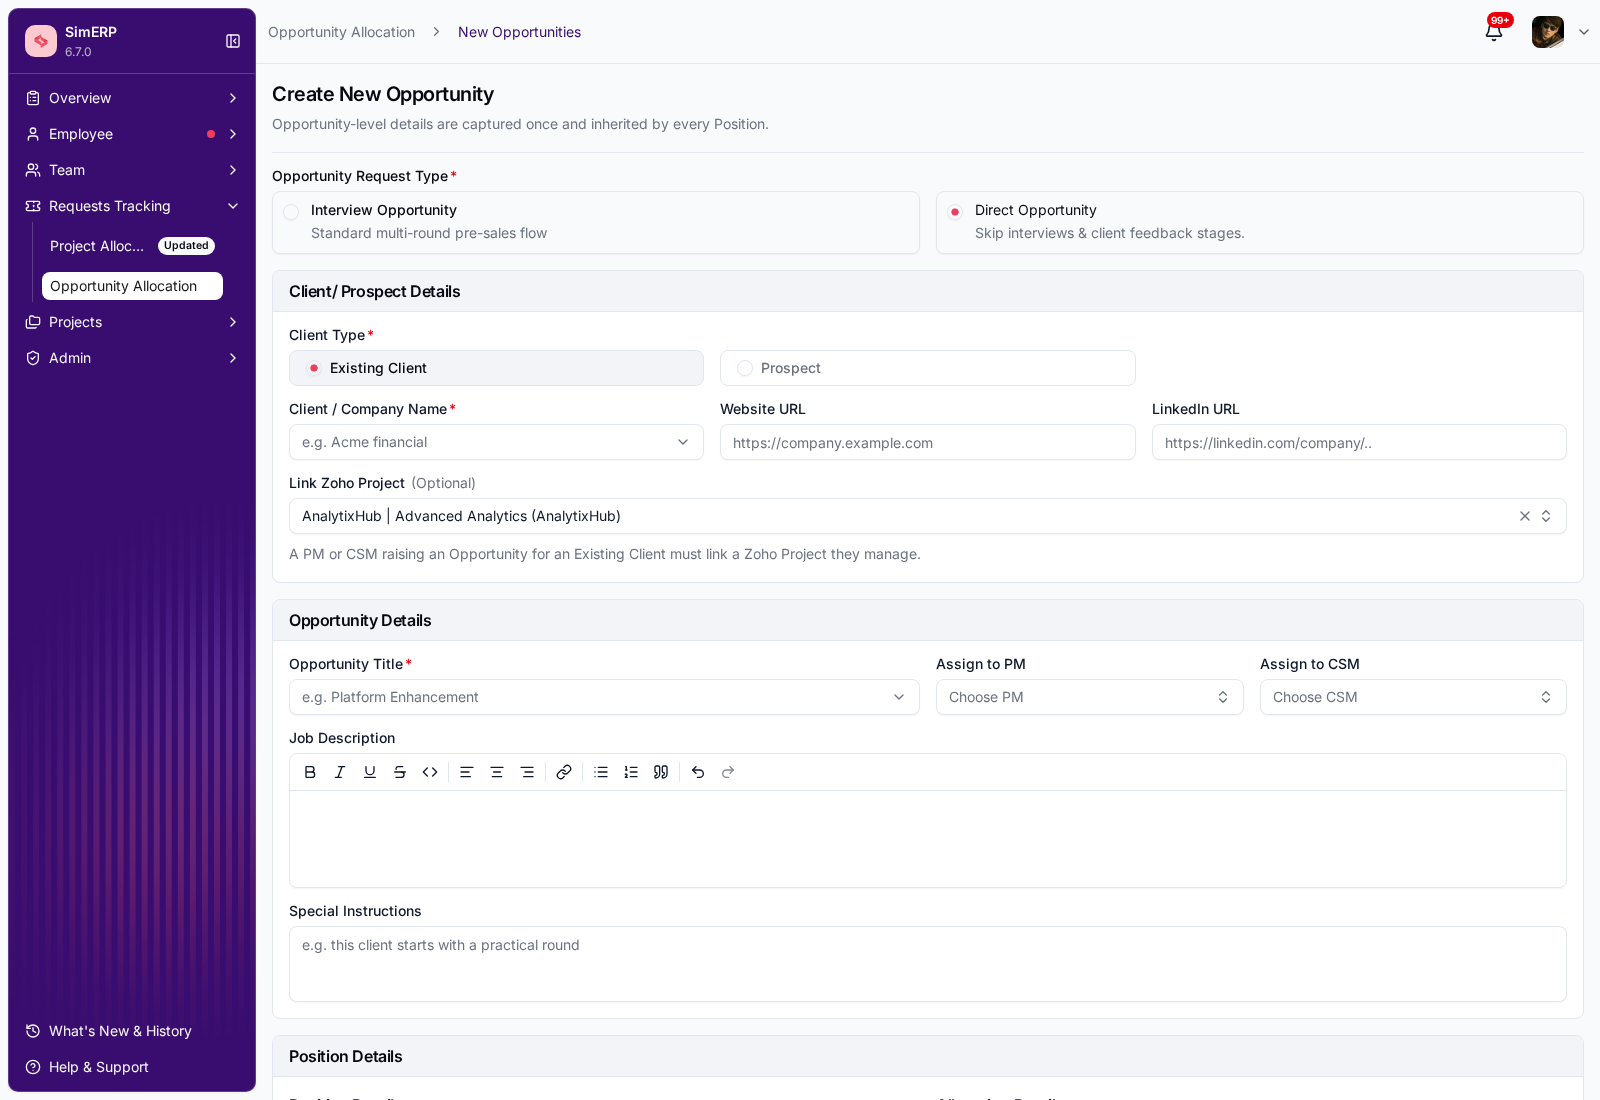 SimERP
6.7.0
Overview
Employee
Team
Requests Tracking
Project Alloc...
Updated
Opportunity Allocation
Projects
Admin
What's New & History
Help & Support
Opportunity Allocation
New Opportunities
99+
Create New Opportunity
Opportunity-level details are captured once and inherited by every Position.
Opportunity Request Type*
Interview Opportunity
Standard multi-round pre-sales flow
Direct Opportunity
Skip interviews & client feedback stages.
Client/ Prospect Details
Client Type*
Existing Client
Prospect
Client / Company Name*
Website URL
LinkedIn URL
e.g. Acme financial
https://company.example.com
https://linkedin.com/company/..
Link Zoho Project (Optional)
AnalytixHub | Advanced Analytics (AnalytixHub)
A PM or CSM raising an Opportunity for an Existing Client must link a Zoho Project they manage.
Opportunity Details
Opportunity Title*
Assign to PM
Assign to CSM
e.g. Platform Enhancement
Choose PM
Choose CSM
Job Description
Special Instructions
e.g. this client starts with a practical round
Position Details